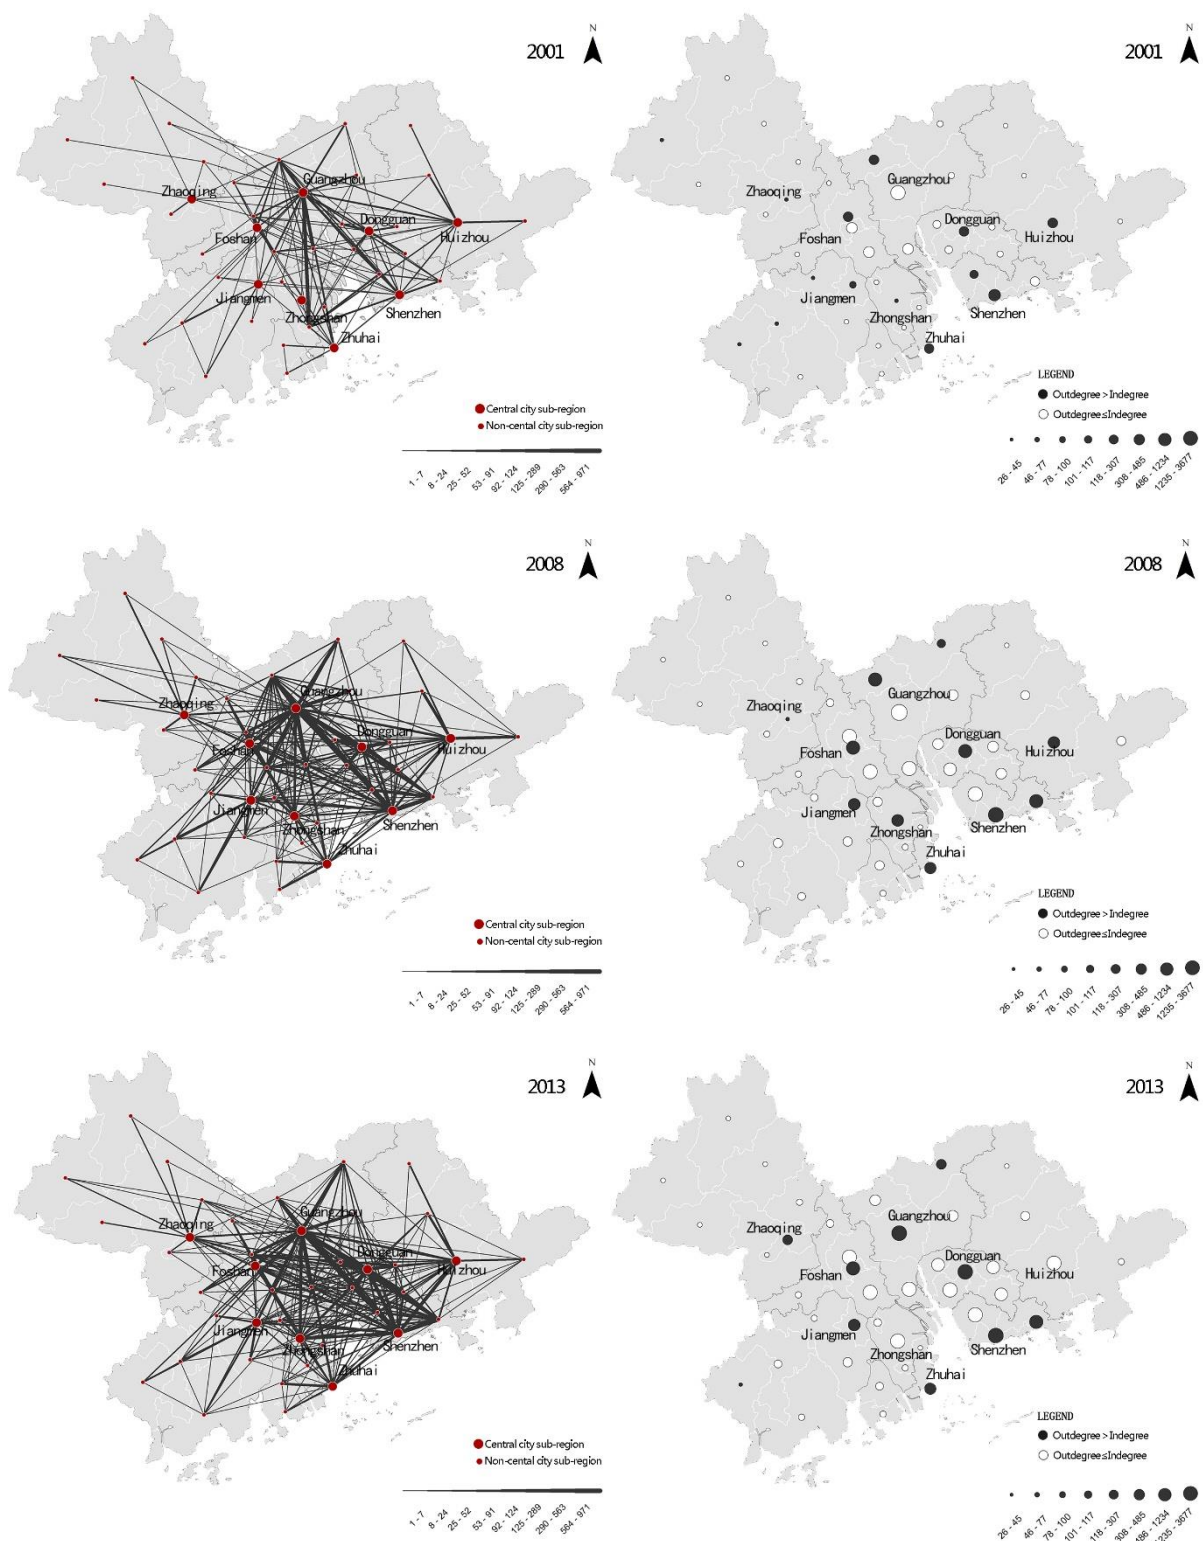 2001
N
Guangzhou
Zhaoqing
Dongguan
Foshan
Huizhou
Jiangmen
Zhongshan
Shenzhen
Zhuhai
Central city sub-region
Non-cental city sub-region
1 - 7
8 - 24
25 - 52
53 - 91
92 - 124
125 - 289
290 - 563
564 - 971
2001
N
Zhaoqing
Guangzhou
Dongguan
Foshan
Huizhou
Jiangmen
Zhongshan
Shenzhen
Zhuhai
LEGEND
Outdegree>Indegree
Outdegree≤Indegree
26 - 45
46 - 77
78 - 100
101 - 117
118 - 307
308 - 485
486 - 1234
1235 - 3677
2008
N
Guangzhou
Zhaoqing
Dongguan
Foshan
Huizhou
Jiangmen
Zhongshan
Shenzhen
Zhuhai
Central city sub-region
Non-cental city sub-region
1 - 7
8 - 24
25 - 52
53 - 91
92 - 124
125 - 289
290 - 563
564 - 971
2008
N
Guangzhou
Zhaoqing
Dongguan
Foshan
Huizhou
Jiangmen
Zhongshan
Shenzhen
Zhuhai
LEGEND
Outdegree>Indegree
Outdegree≤Indegree
26 - 45
46 - 77
78 - 100
101 - 117
118 - 307
308 - 485
486 - 1234
1235 - 3677
2013
N
Guangzhou
Zhaoqing
Dongguan
Foshan
Huizhou
Jiangmen
Zhongshan
Shenzhen
Zhuhai
Central city sub-region
Non-cental city sub-region
1 - 7
8 - 24
25 - 52
53 - 91
92 - 124
125 - 289
290 - 563
564 - 971
2013
N
Guangzhou
Zhaoqing
Dongguan
Foshan
Huizhou
Jiangmen
Zhongshan
Shenzhen
Zhuhai
LEGEND
Outdegree>Indegree
Outdegree≤Indegree
26 - 45
46 - 77
78 - 100
101 - 117
118 - 307
308 - 485
486 - 1234
1235 - 3677